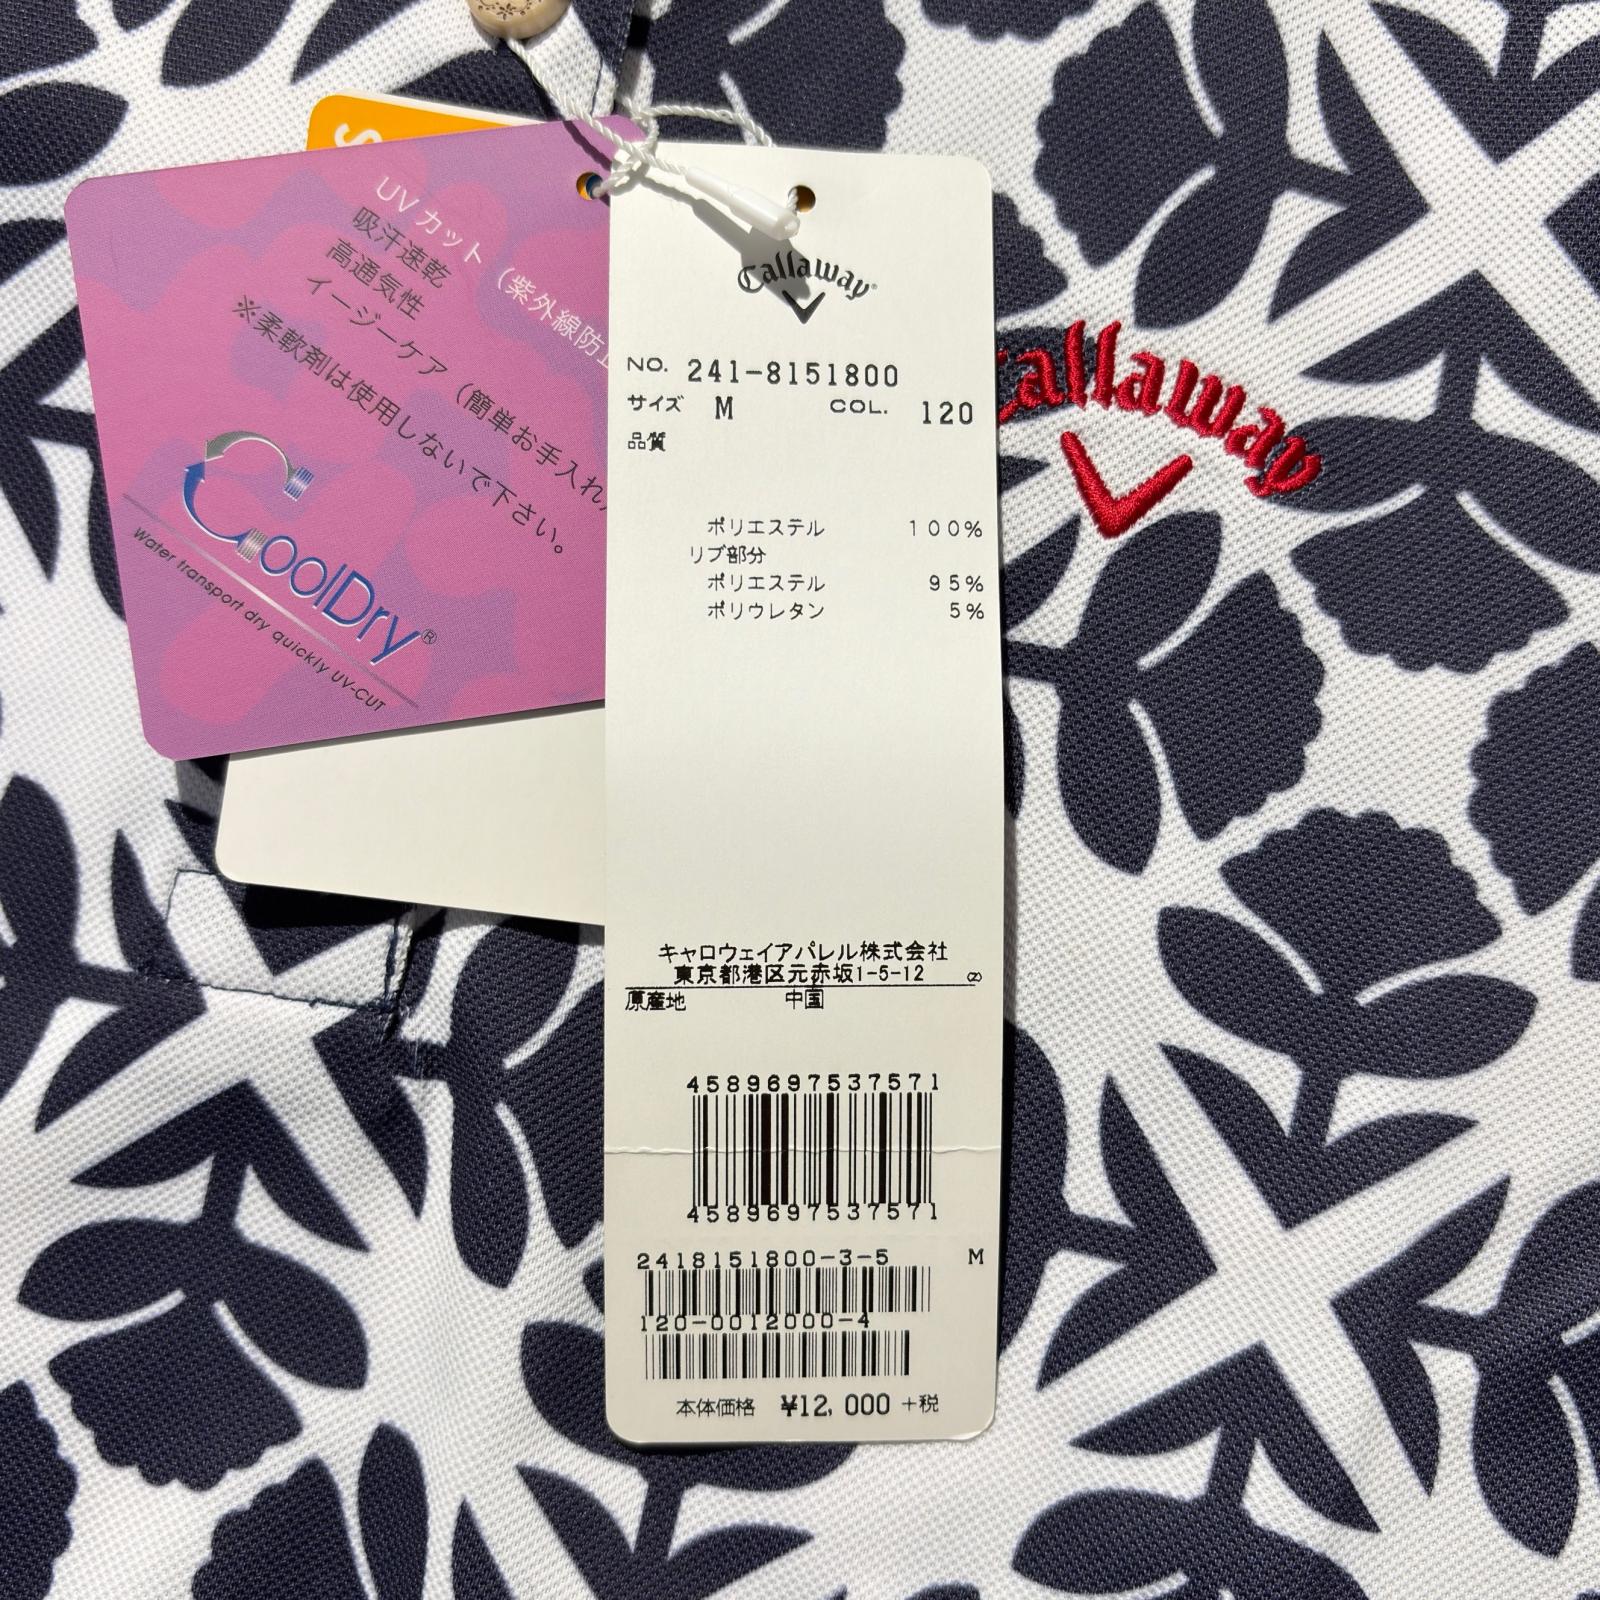 S
UVカット（紫外線防止
吸汗速乾
高通気性
イージーケア（簡単お手入れ
※柔軟剤は使用しないで下さい。
CoolDry®
Water transport dry quickly UV-CUT
Callaway®
NO. 241-8151800
サイズ M COL. 120
品質
ポリエステル 100%
リブ部分
ポリエステル 95%
ポリウレタン 5%
キャロウェイアパレル株式会社
東京都港区元赤坂1-5-12 (2)
原産地 中国
4589697537571
4589697537571
2418151800-3-5 M
120-0012000-4
本体価格 ¥12,000 +税
Callaway